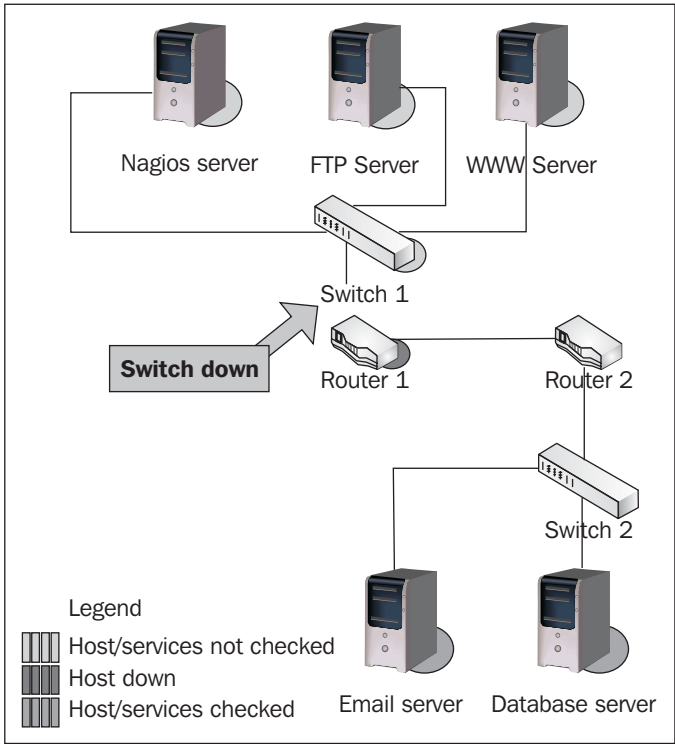 Nagios server
FTP Server
WWW Server
Switch 1
Switch down
Router 1
Router 2
Switch 2
Legend
Host/services not checked
Host down
Host/services checked
Email server
Database server